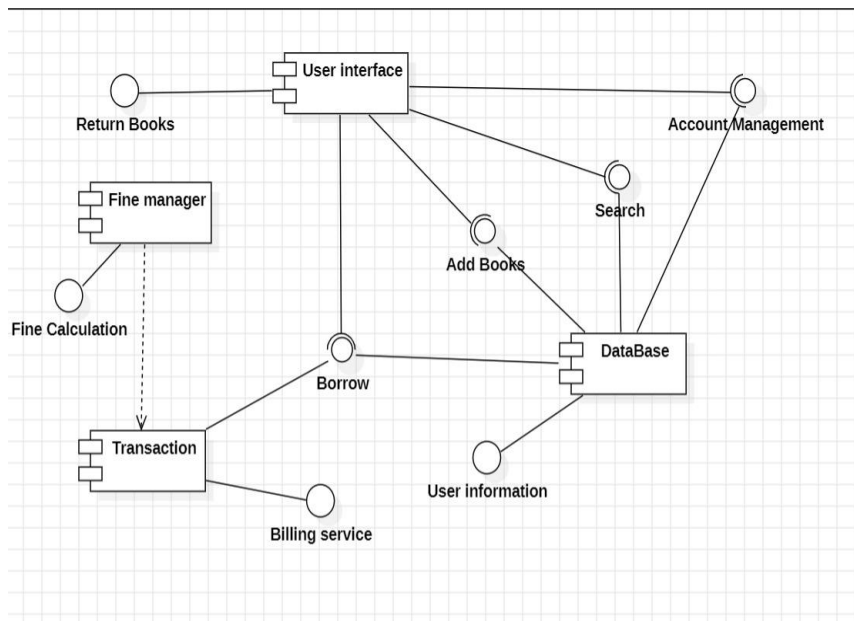 User interface
Return Books
Account Management
Fine manager
Search
Add Books
Fine Calculation
DataBase
Borrow
Transaction
User information
Billing service